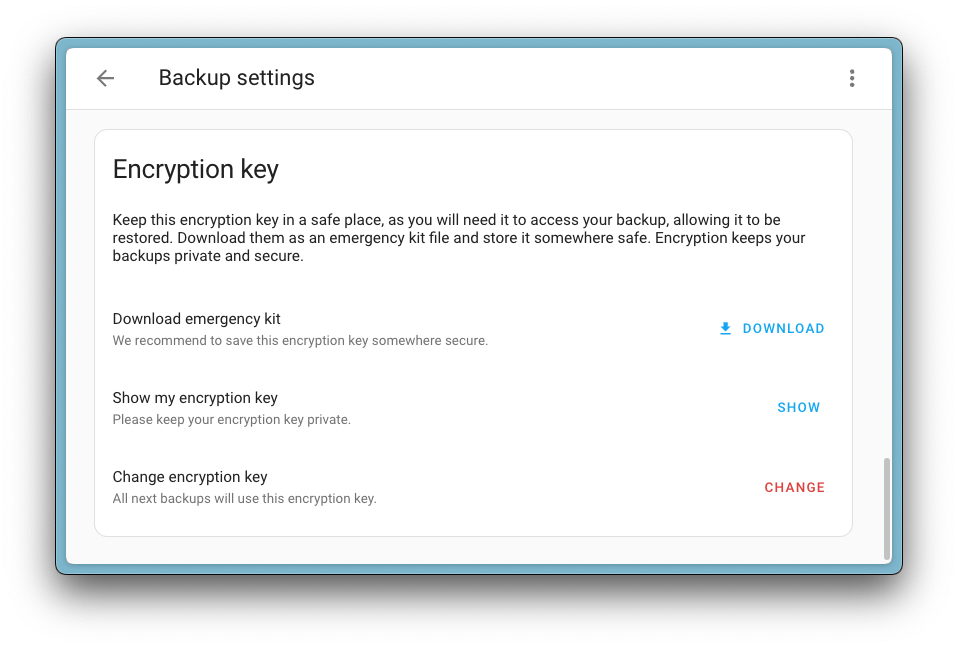 Backup settings
Encryption key
Keep this encryption key in a safe place, as you will need it to access your backup, allowing it to be
restored. Download them as an emergency kit file and store it somewhere safe. Encryption keeps your
backups private and secure.
Download emergency kit
We recommend to save this encryption key somewhere secure.
DOWNLOAD
Show my encryption key
Please keep your encryption key private.
SHOW
Change encryption key
All next backups will use this encryption key.
CHANGE